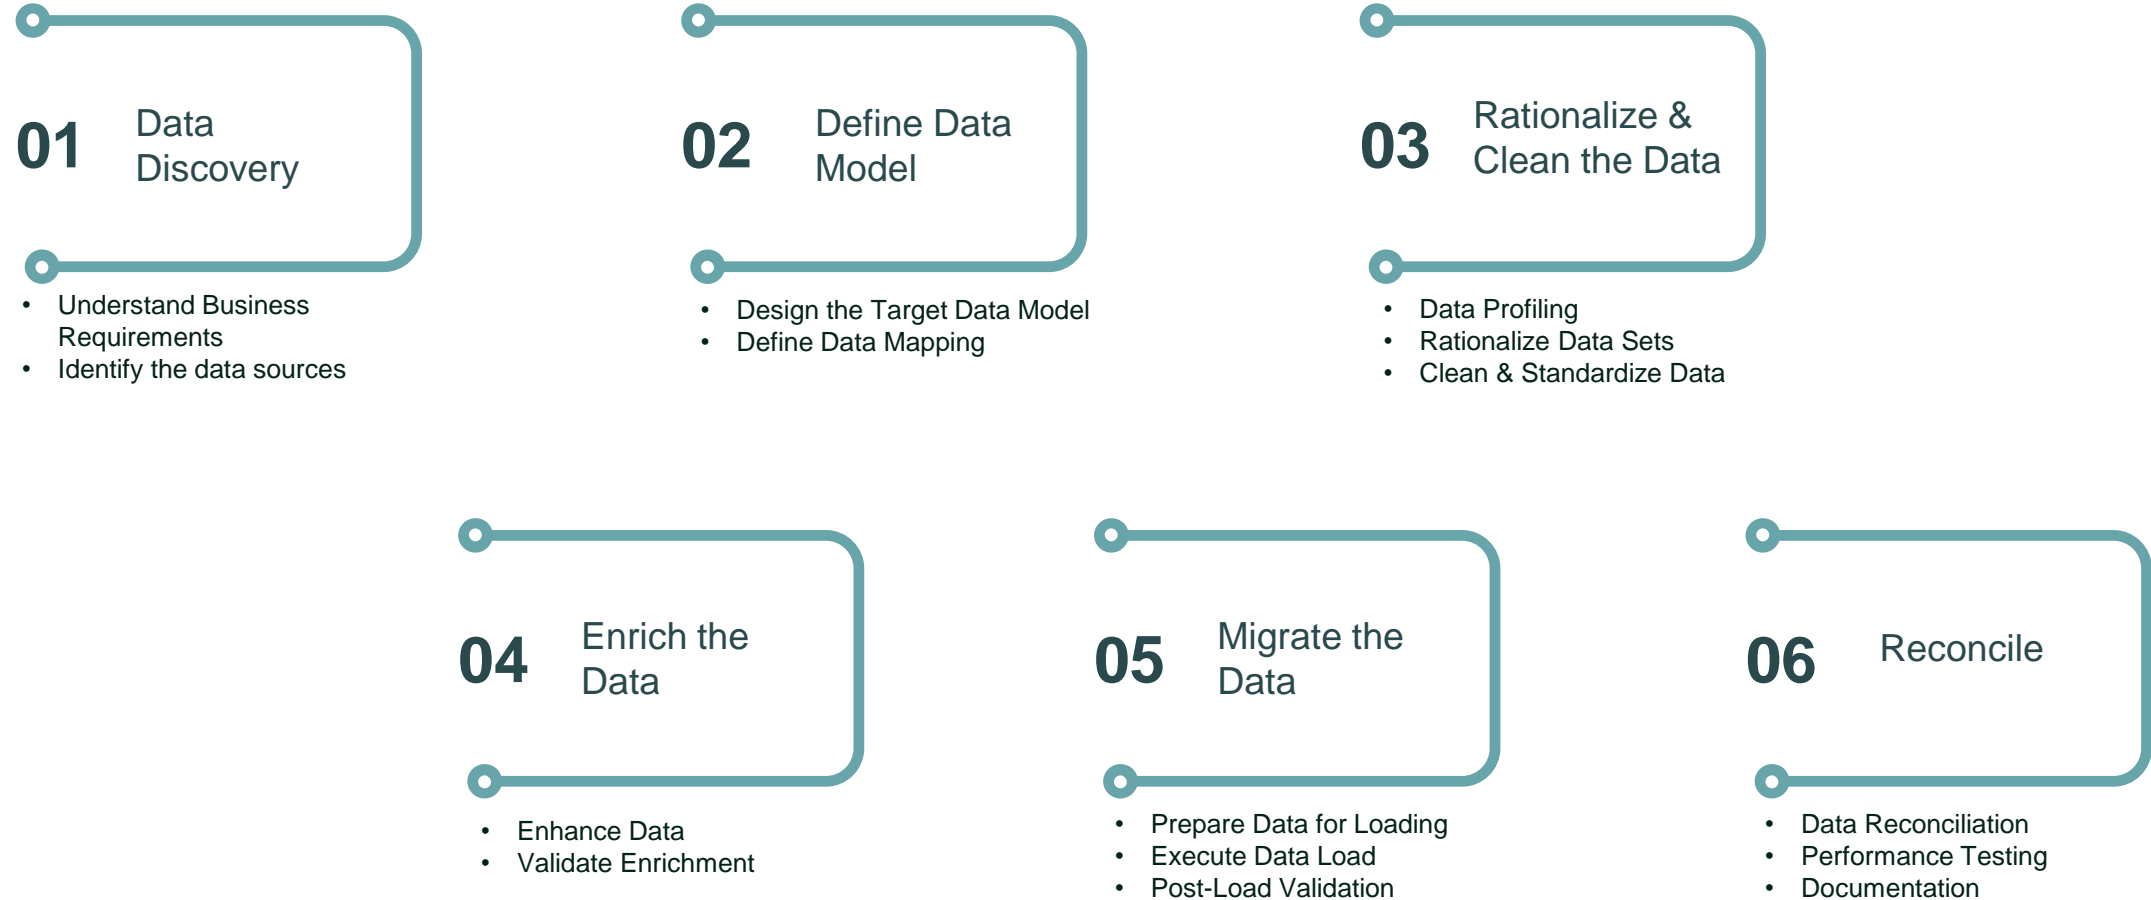 01
Data
Discovery
• Understand Business
Requirements
• Identify the data sources
02
Define Data
Model
• Design the Target Data Model
• Define Data Mapping
03
Rationalize &
Clean the Data
• Data Profiling
• Rationalize Data Sets
• Clean & Standardize Data
04
Enrich the
Data
• Enhance Data
• Validate Enrichment
05
Migrate the
Data
• Prepare Data for Loading
• Execute Data Load
• Post-Load Validation
06
Reconcile
• Data Reconciliation
• Performance Testing
• Documentation